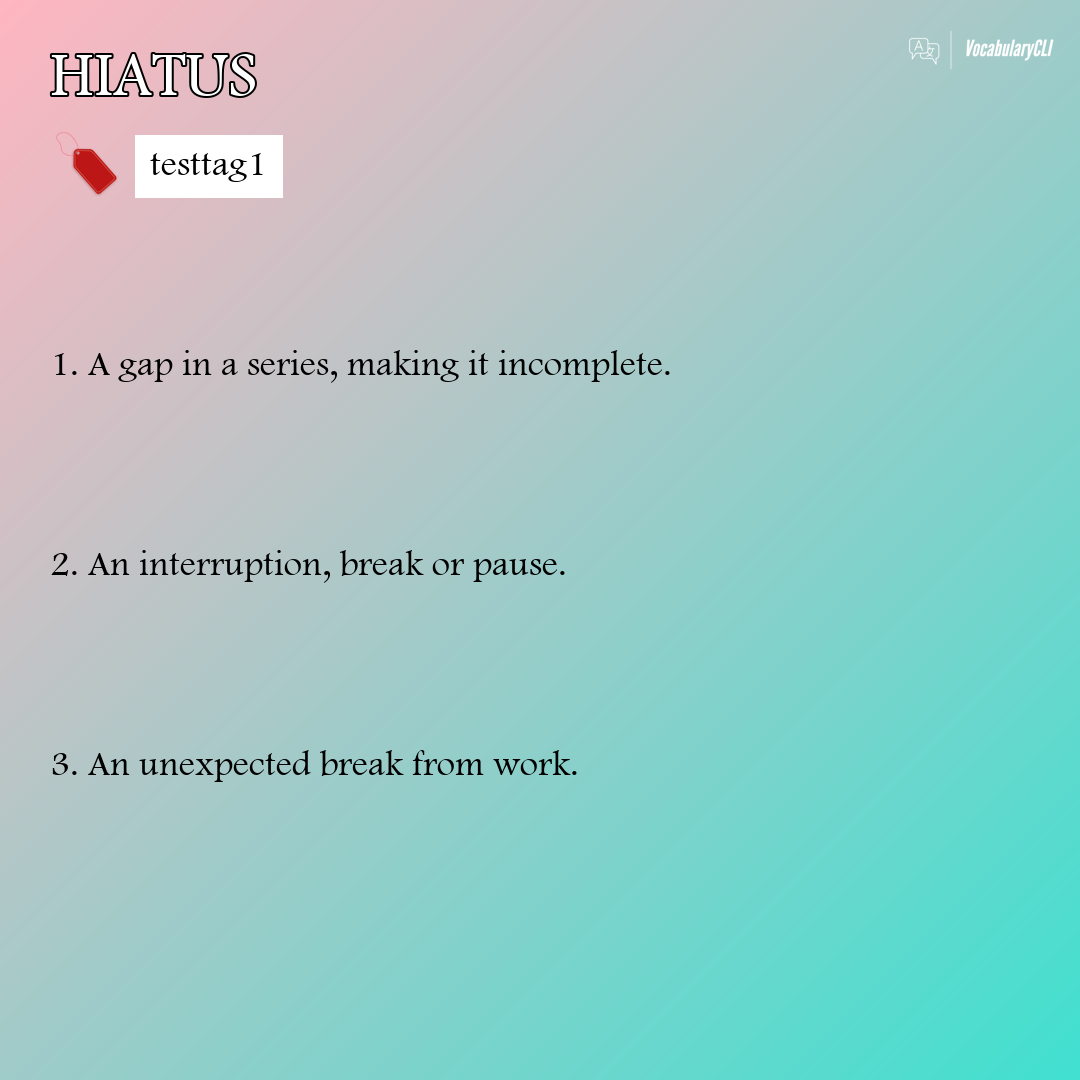 HIATUS
VocabularyCLI
testtag1
1. A gap in a series, making it incomplete.
2. An interruption, break or pause.
3. An unexpected break from work.